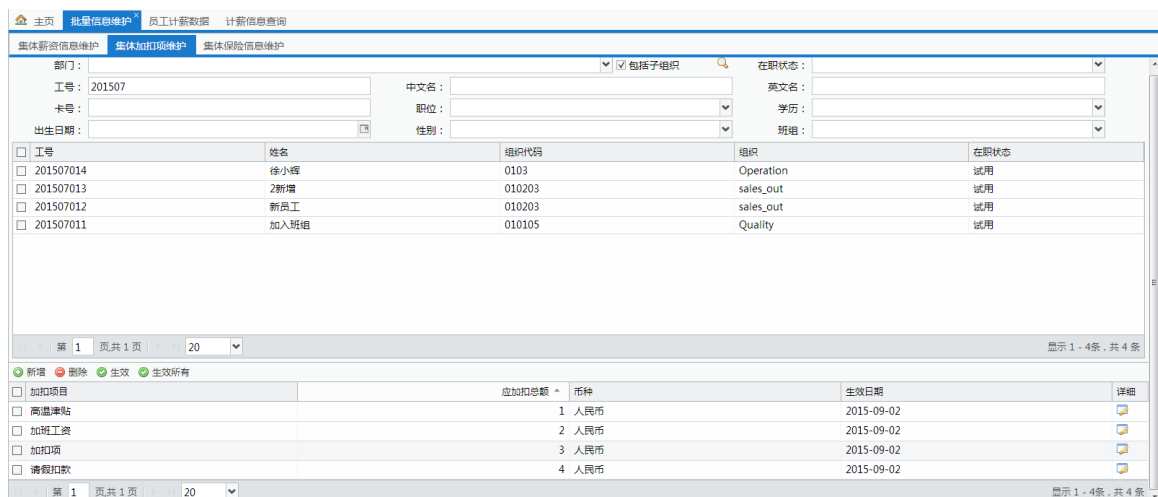 主页 批量信息维护 员工计薪数据 计薪信息查询
集体薪资信息维护 集体加扣项维护 集体保险信息维护
部门： 包括子组织 在职状态：
工号： 201507 中文名： 英文名：
卡号： 职位： 学历：
出生日期： 性别： 班组：
工号 姓名 组织代码 组织 在职状态
201507014 徐小辉 0103 Operation 试用
201507013 2新增 010203 sales_out 试用
201507012 新员工 010203 sales_out 试用
201507011 加入班组 010105 Quality 试用
第 1 页,共 1 页 20 显示 1 - 4条，共 4 条
新增 删除 生效 生效所有
加扣项目 应加扣总额 币种 生效日期 详细
高温津贴 1 人民币 2015-09-02
加班工资 2 人民币 2015-09-02
加扣项 3 人民币 2015-09-02
请假扣款 4 人民币 2015-09-02
第 1 页,共 1 页 20 显示 1 - 4条，共 4 条